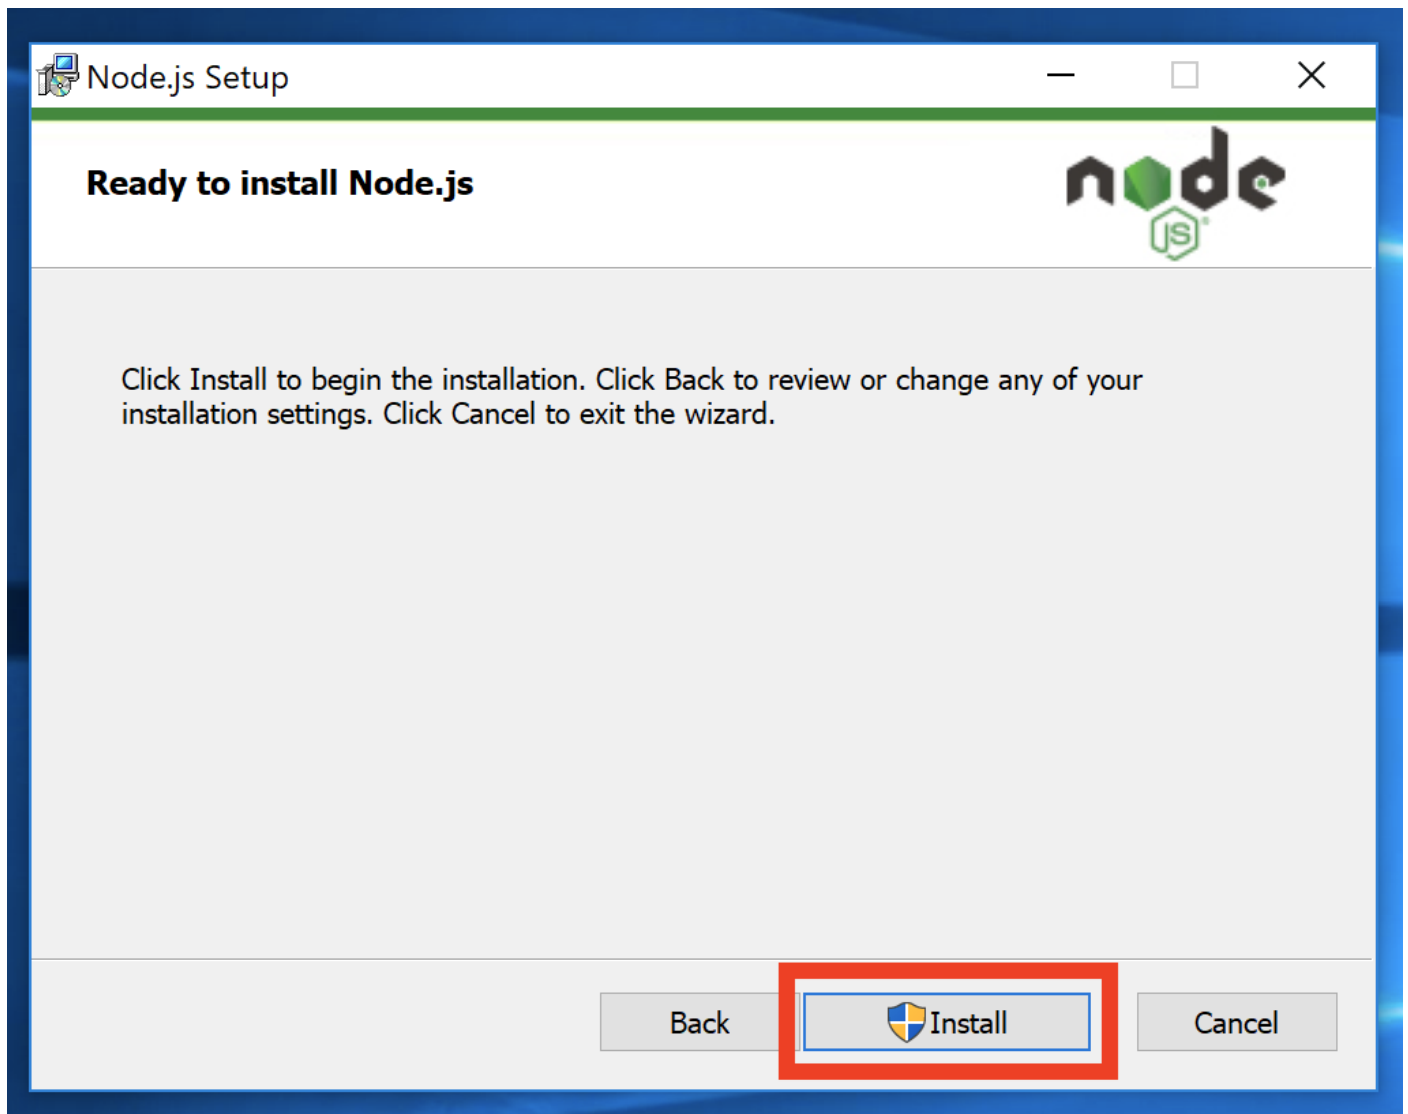 Node.js Setup
Ready to install Node.js
node
JS
Click Install to begin the installation. Click Back to review or change any of your
installation settings. Click Cancel to exit the wizard.
Back
Install
Cancel